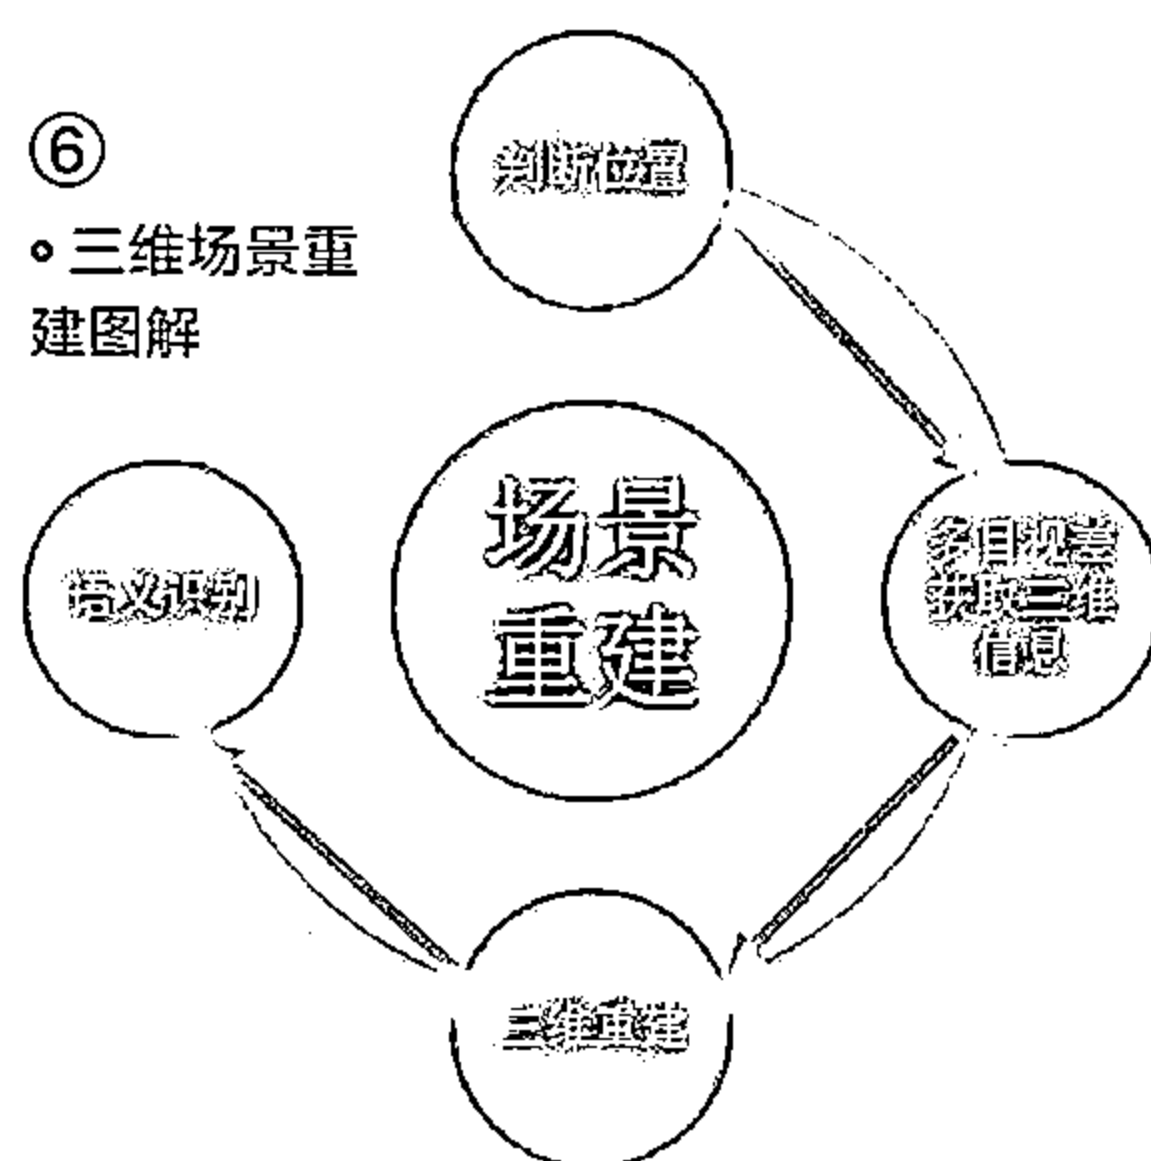 ⑥
∘ 三维场景重
建图解
判断位置
场景
重建
语义识别
多目视差
获取三维
信息
三维重建